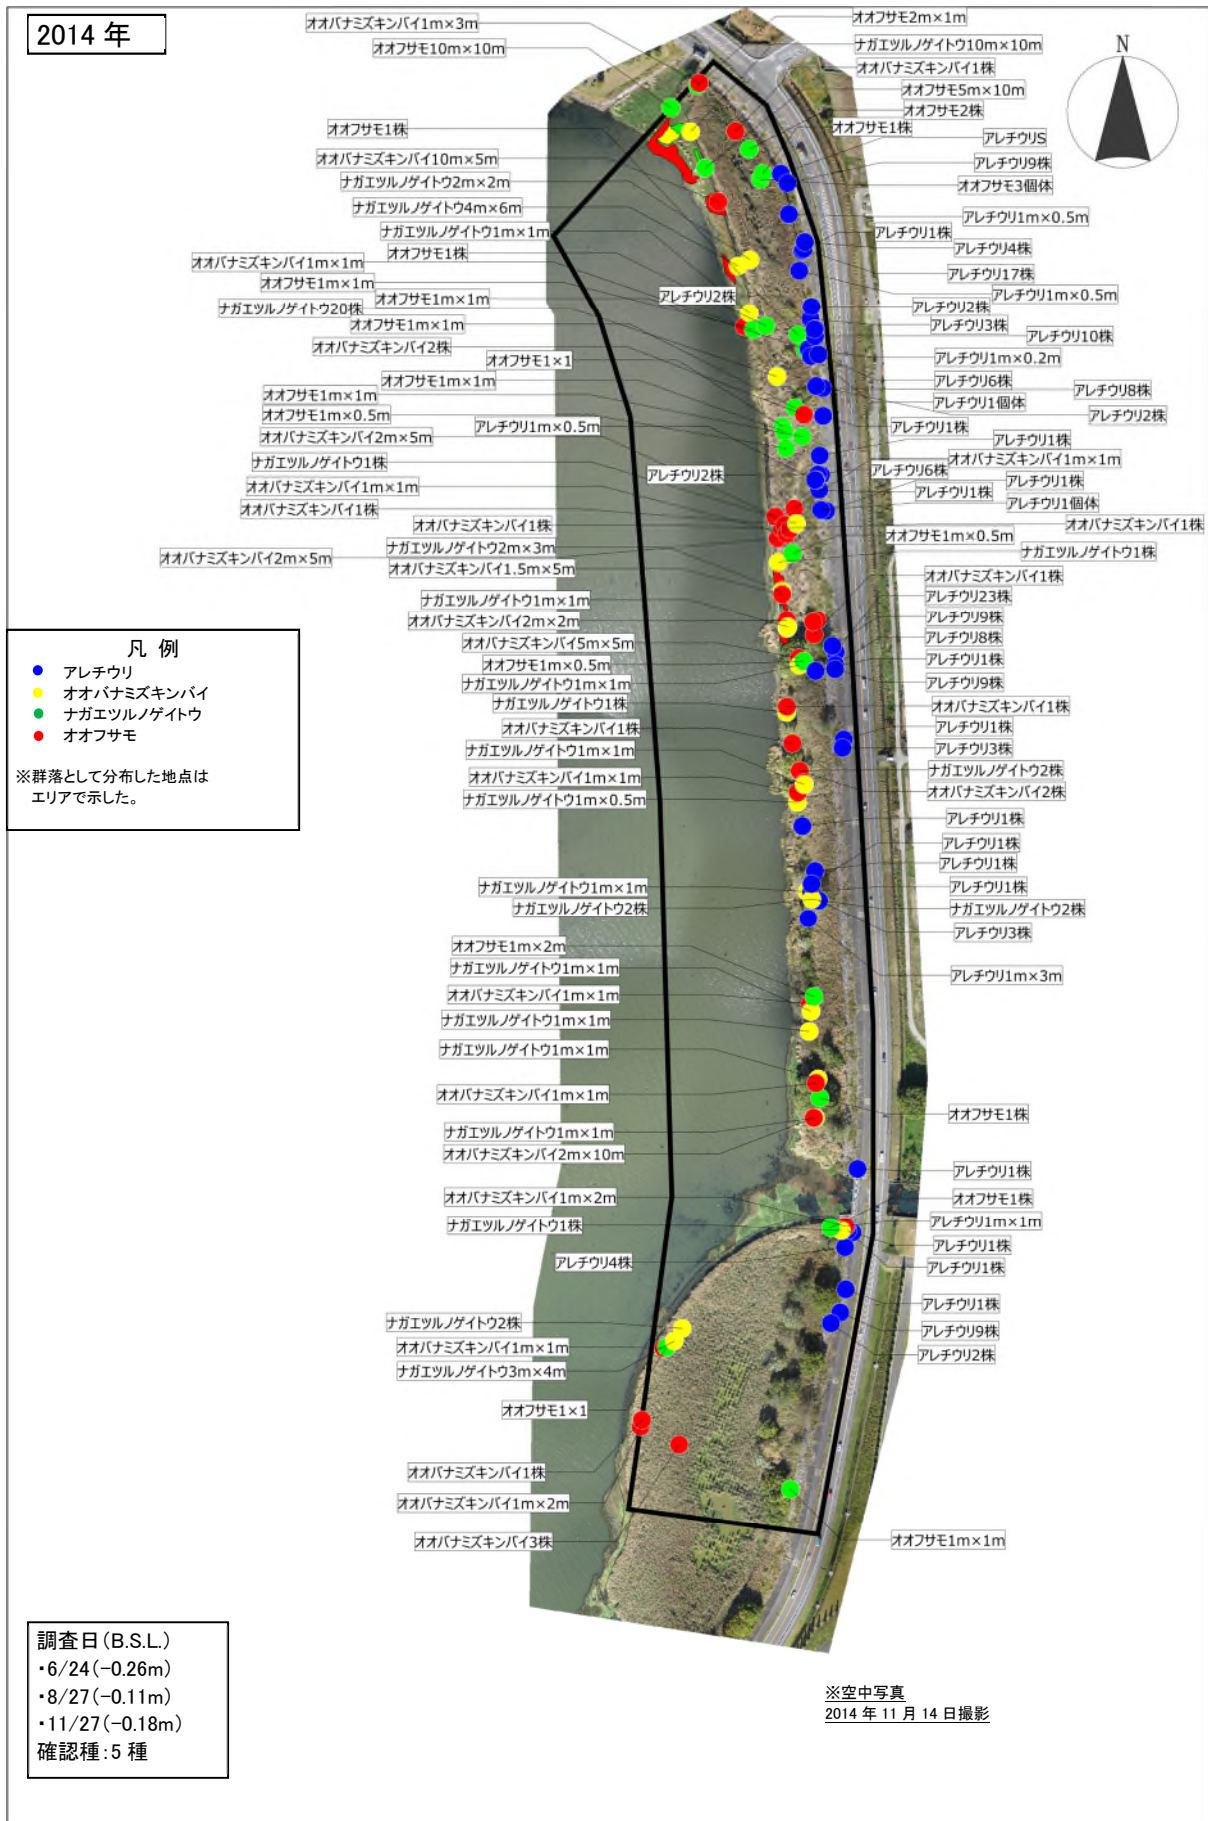 2014 年
オオバナミズキンバイ1m×3m
オオフサモ10m×10m
オオフサモ2m×1m
ナガエツルノゲイトウ10m×10m
オオバナミズキンバイ1株
オオフサモ5m×10m
オオフサモ2株
オオフサモ1株
アレチウリS
アレチウリ9株
オオフサモ3個体
N
オオフサモ1株
オオバナミズキンバイ10m×5m
ナガエツルノゲイトウ2m×2m
ナガエツルノゲイトウ4m×6m
ナガエツルノゲイトウ1m×1m
オオフサモ1株
オオバナミズキンバイ1m×1m
オオフサモ1m×1m
オオフサモ1m×1m
ナガエツルノゲイトウ20株
オオフサモ1m×1m
オオバナミズキンバイ2株
オオフサモ1×1
オオフサモ1m×1m
オオフサモ1m×1m
オオフサモ1m×0.5m
オオバナミズキンバイ2m×5m
アレチウリ1m×0.5m
ナガエツルノゲイトウ1株
アレチウリ2株
アレチウリ2株
オオバナミズキンバイ1m×1m
オオバナミズキンバイ1株
オオバナミズキンバイ1株
ナガエツルノゲイトウ2m×3m
オオバナミズキンバイ2m×5m
オオバナミズキンバイ1.5m×5m
ナガエツルノゲイトウ1m×1m
オオバナミズキンバイ2m×2m
オオバナミズキンバイ5m×5m
オオフサモ1m×0.5m
ナガエツルノゲイトウ1m×1m
ナガエツルノゲイトウ1株
オオバナミズキンバイ1株
ナガエツルノゲイトウ1m×1m
オオバナミズキンバイ1m×1m
ナガエツルノゲイトウ1m×0.5m
ナガエツルノゲイトウ1m×1m
ナガエツルノゲイトウ2株
オオフサモ1m×2m
ナガエツルノゲイトウ1m×1m
オオバナミズキンバイ1m×1m
ナガエツルノゲイトウ1m×1m
ナガエツルノゲイトウ1m×1m
オオバナミズキンバイ1m×1m
ナガエツルノゲイトウ1m×1m
オオバナミズキンバイ2m×10m
オオバナミズキンバイ1m×2m
ナガエツルノゲイトウ1株
アレチウリ4株
ナガエツルノゲイトウ2株
オオバナミズキンバイ1m×1m
ナガエツルノゲイトウ3m×4m
オオフサモ1×1
オオバナミズキンバイ1株
オオバナミズキンバイ1m×2m
オオバナミズキンバイ3株
アレチウリ1m×0.5m
アレチウリ1株
アレチウリ4株
アレチウリ17株
アレチウリ1m×0.5m
アレチウリ2株
アレチウリ3株
アレチウリ10株
アレチウリ1m×0.2m
アレチウリ6株
アレチウリ8株
アレチウリ1個体
アレチウリ2株
アレチウリ1株
アレチウリ1株
オオバナミズキンバイ1m×1m
アレチウリ6株
アレチウリ1株
アレチウリ1株
アレチウリ1個体
オオバナミズキンバイ1株
オオフサモ1m×0.5m
ナガエツルノゲイトウ1株
オオバナミズキンバイ1株
アレチウリ23株
アレチウリ9株
アレチウリ8株
アレチウリ1株
アレチウリ9株
オオバナミズキンバイ1株
アレチウリ1株
アレチウリ3株
ナガエツルノゲイトウ2株
オオバナミズキンバイ2株
アレチウリ1株
アレチウリ1株
アレチウリ1株
アレチウリ1株
ナガエツルノゲイトウ2株
アレチウリ3株
アレチウリ1m×3m
オオフサモ1株
アレチウリ1株
オオフサモ1株
アレチウリ1m×1m
アレチウリ1株
アレチウリ1株
アレチウリ1株
アレチウリ9株
アレチウリ2株
オオフサモ1m×1m
凡 例
アレチウリ
オオバナミズキンバイ
ナガエツルノゲイトウ
オオフサモ
※群落として分布した地点は
エリアで示した。
調査日(B.S.L.)
・6/24(-0.26m)
・8/27(-0.11m)
・11/27(-0.18m)
確認種:5 種
※空中写真
2014 年 11 月 14 日撮影